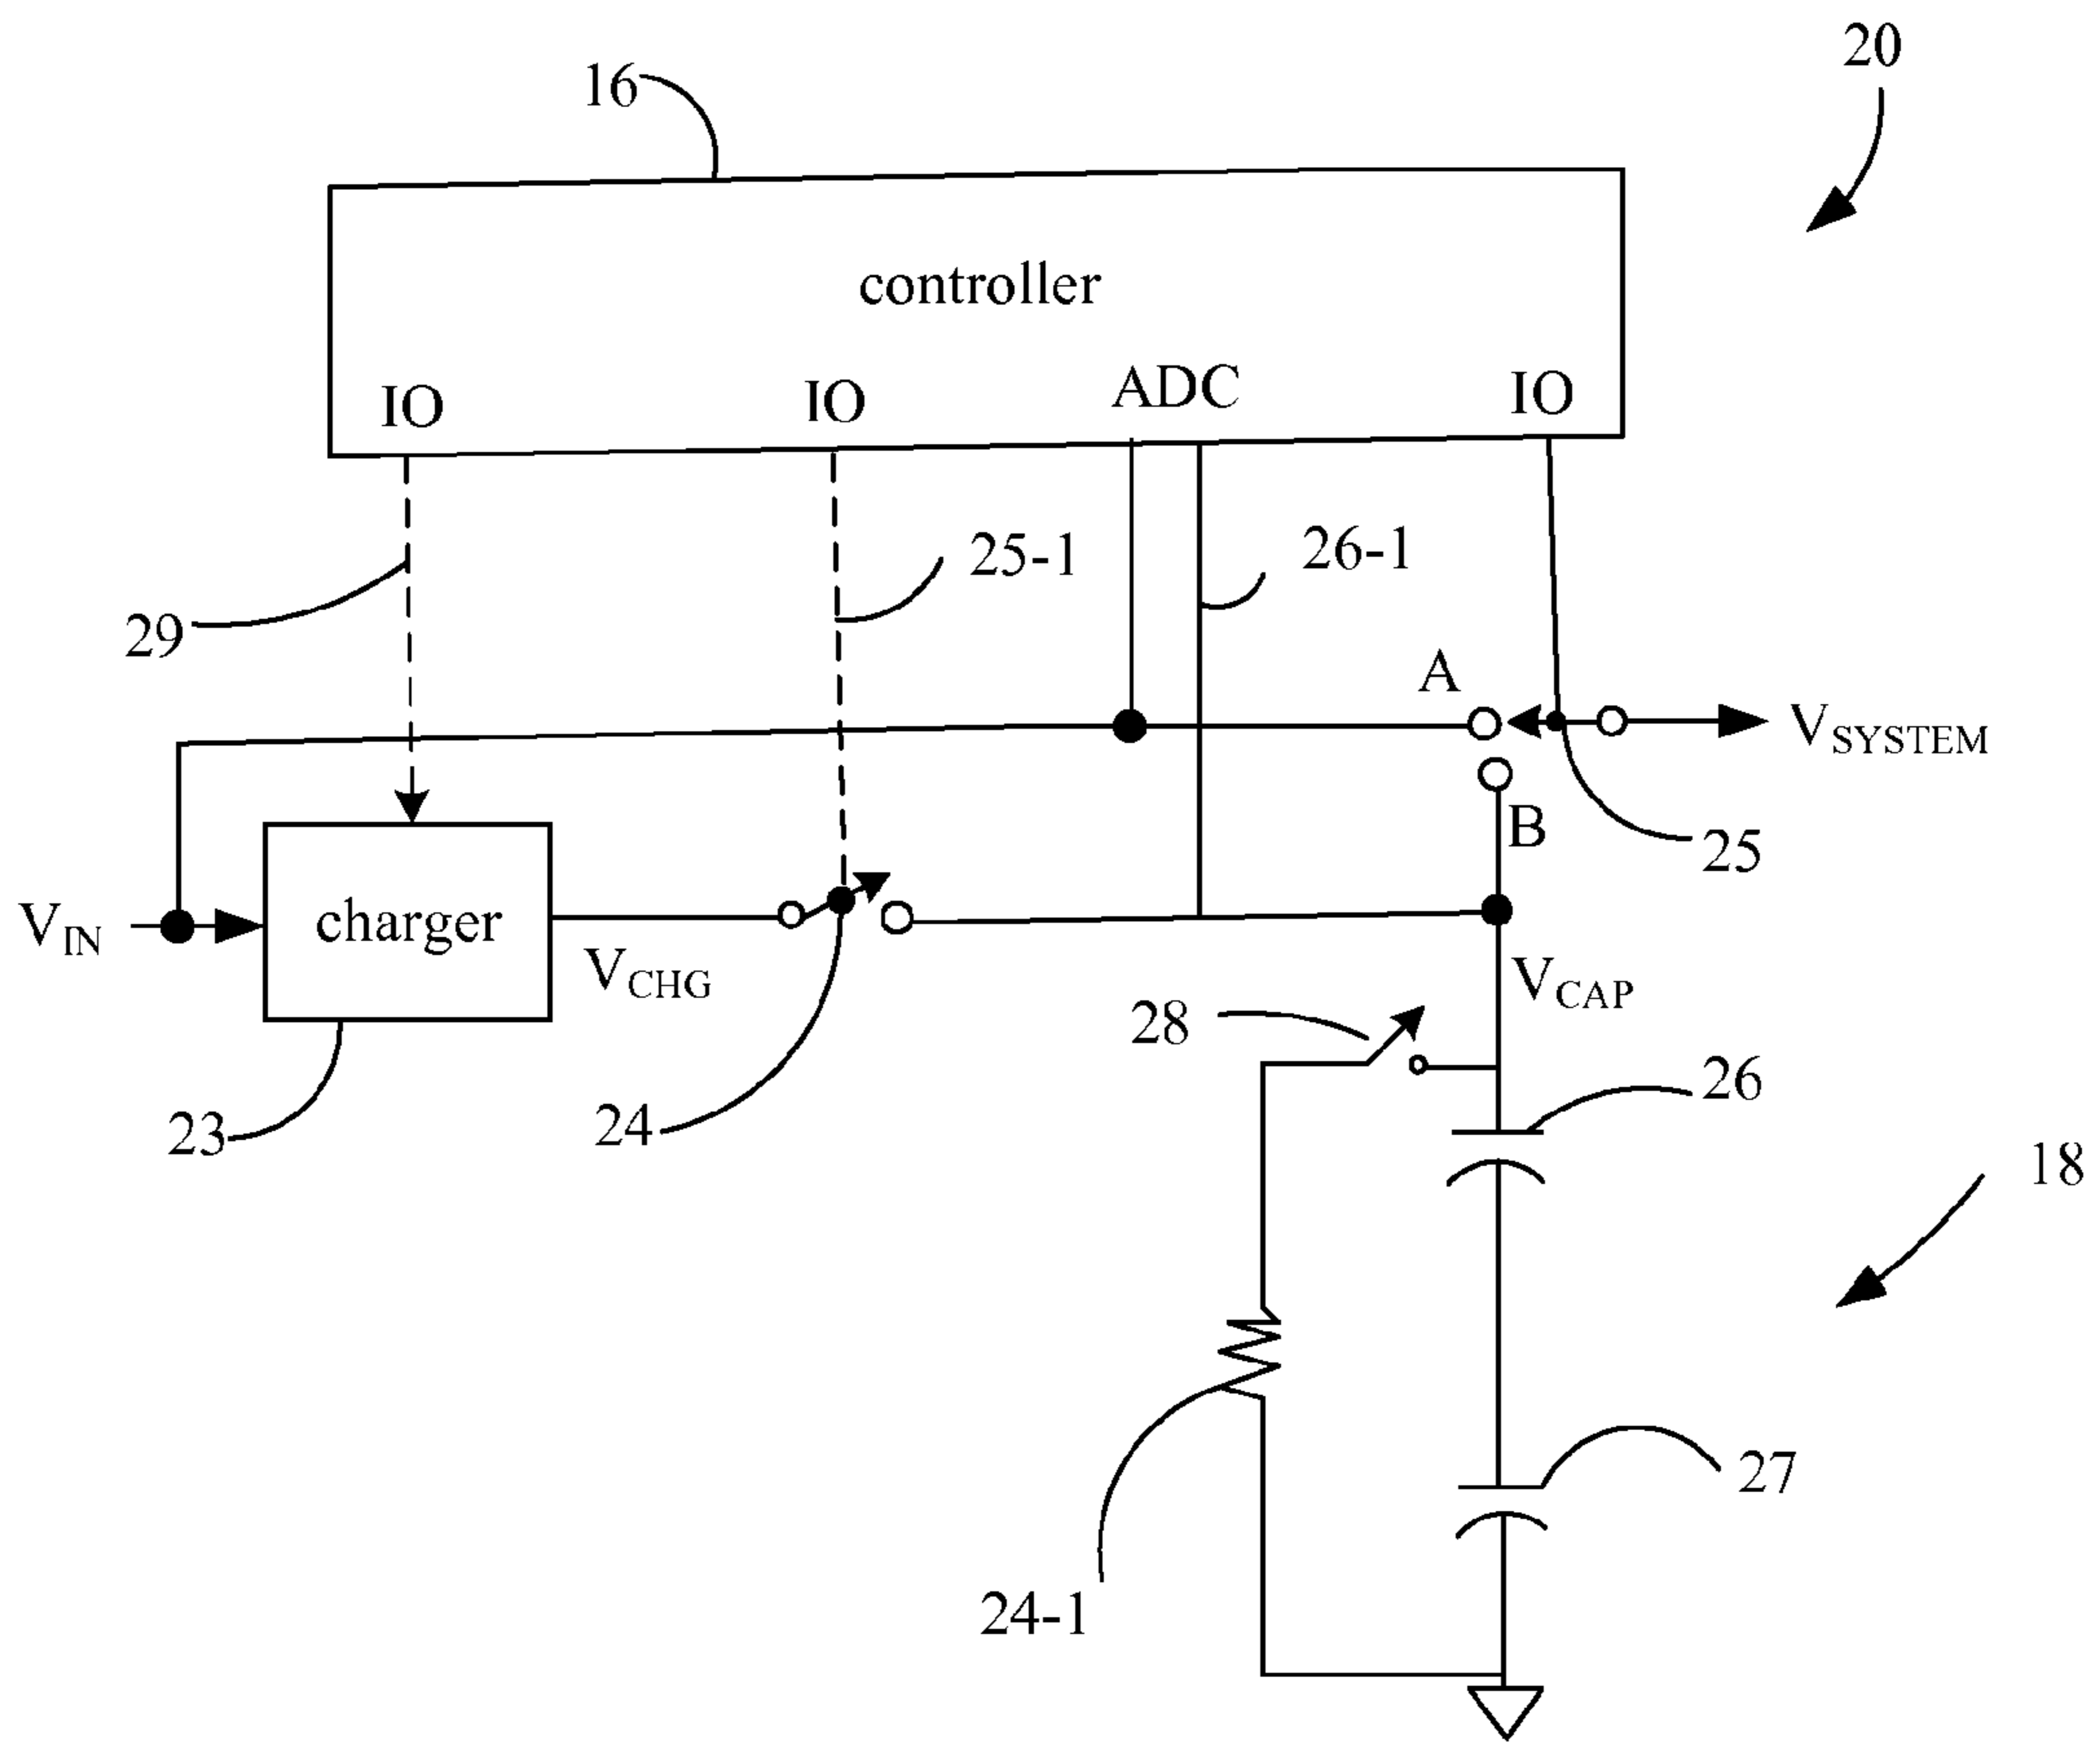 20
16
controller
IO
IO
ADC
IO
25-1
26-1
29
A
VSYSTEM
B
25
VIN
charger
VCHG
VCAP
28
26
23
24
18
27
24-1